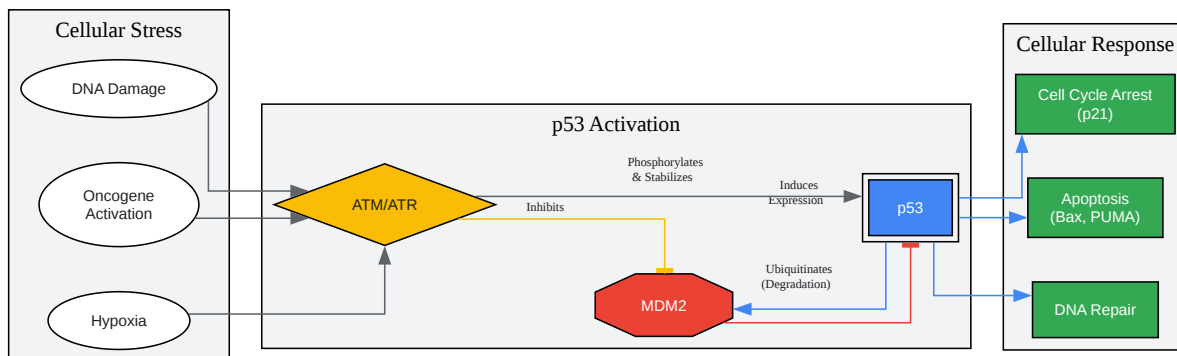 Cellular Stress
DNA Damage
Oncogene
Activation
Hypoxia
p53 Activation
ATM/ATR
Phosphorylates
& Stabilizes
Inhibits
Induces
Expression
p53
Ubiquitinates
(Degradation)
MDM2
Cellular Response
Cell Cycle Arrest
(p21)
Apoptosis
(Bax, PUMA)
DNA Repair